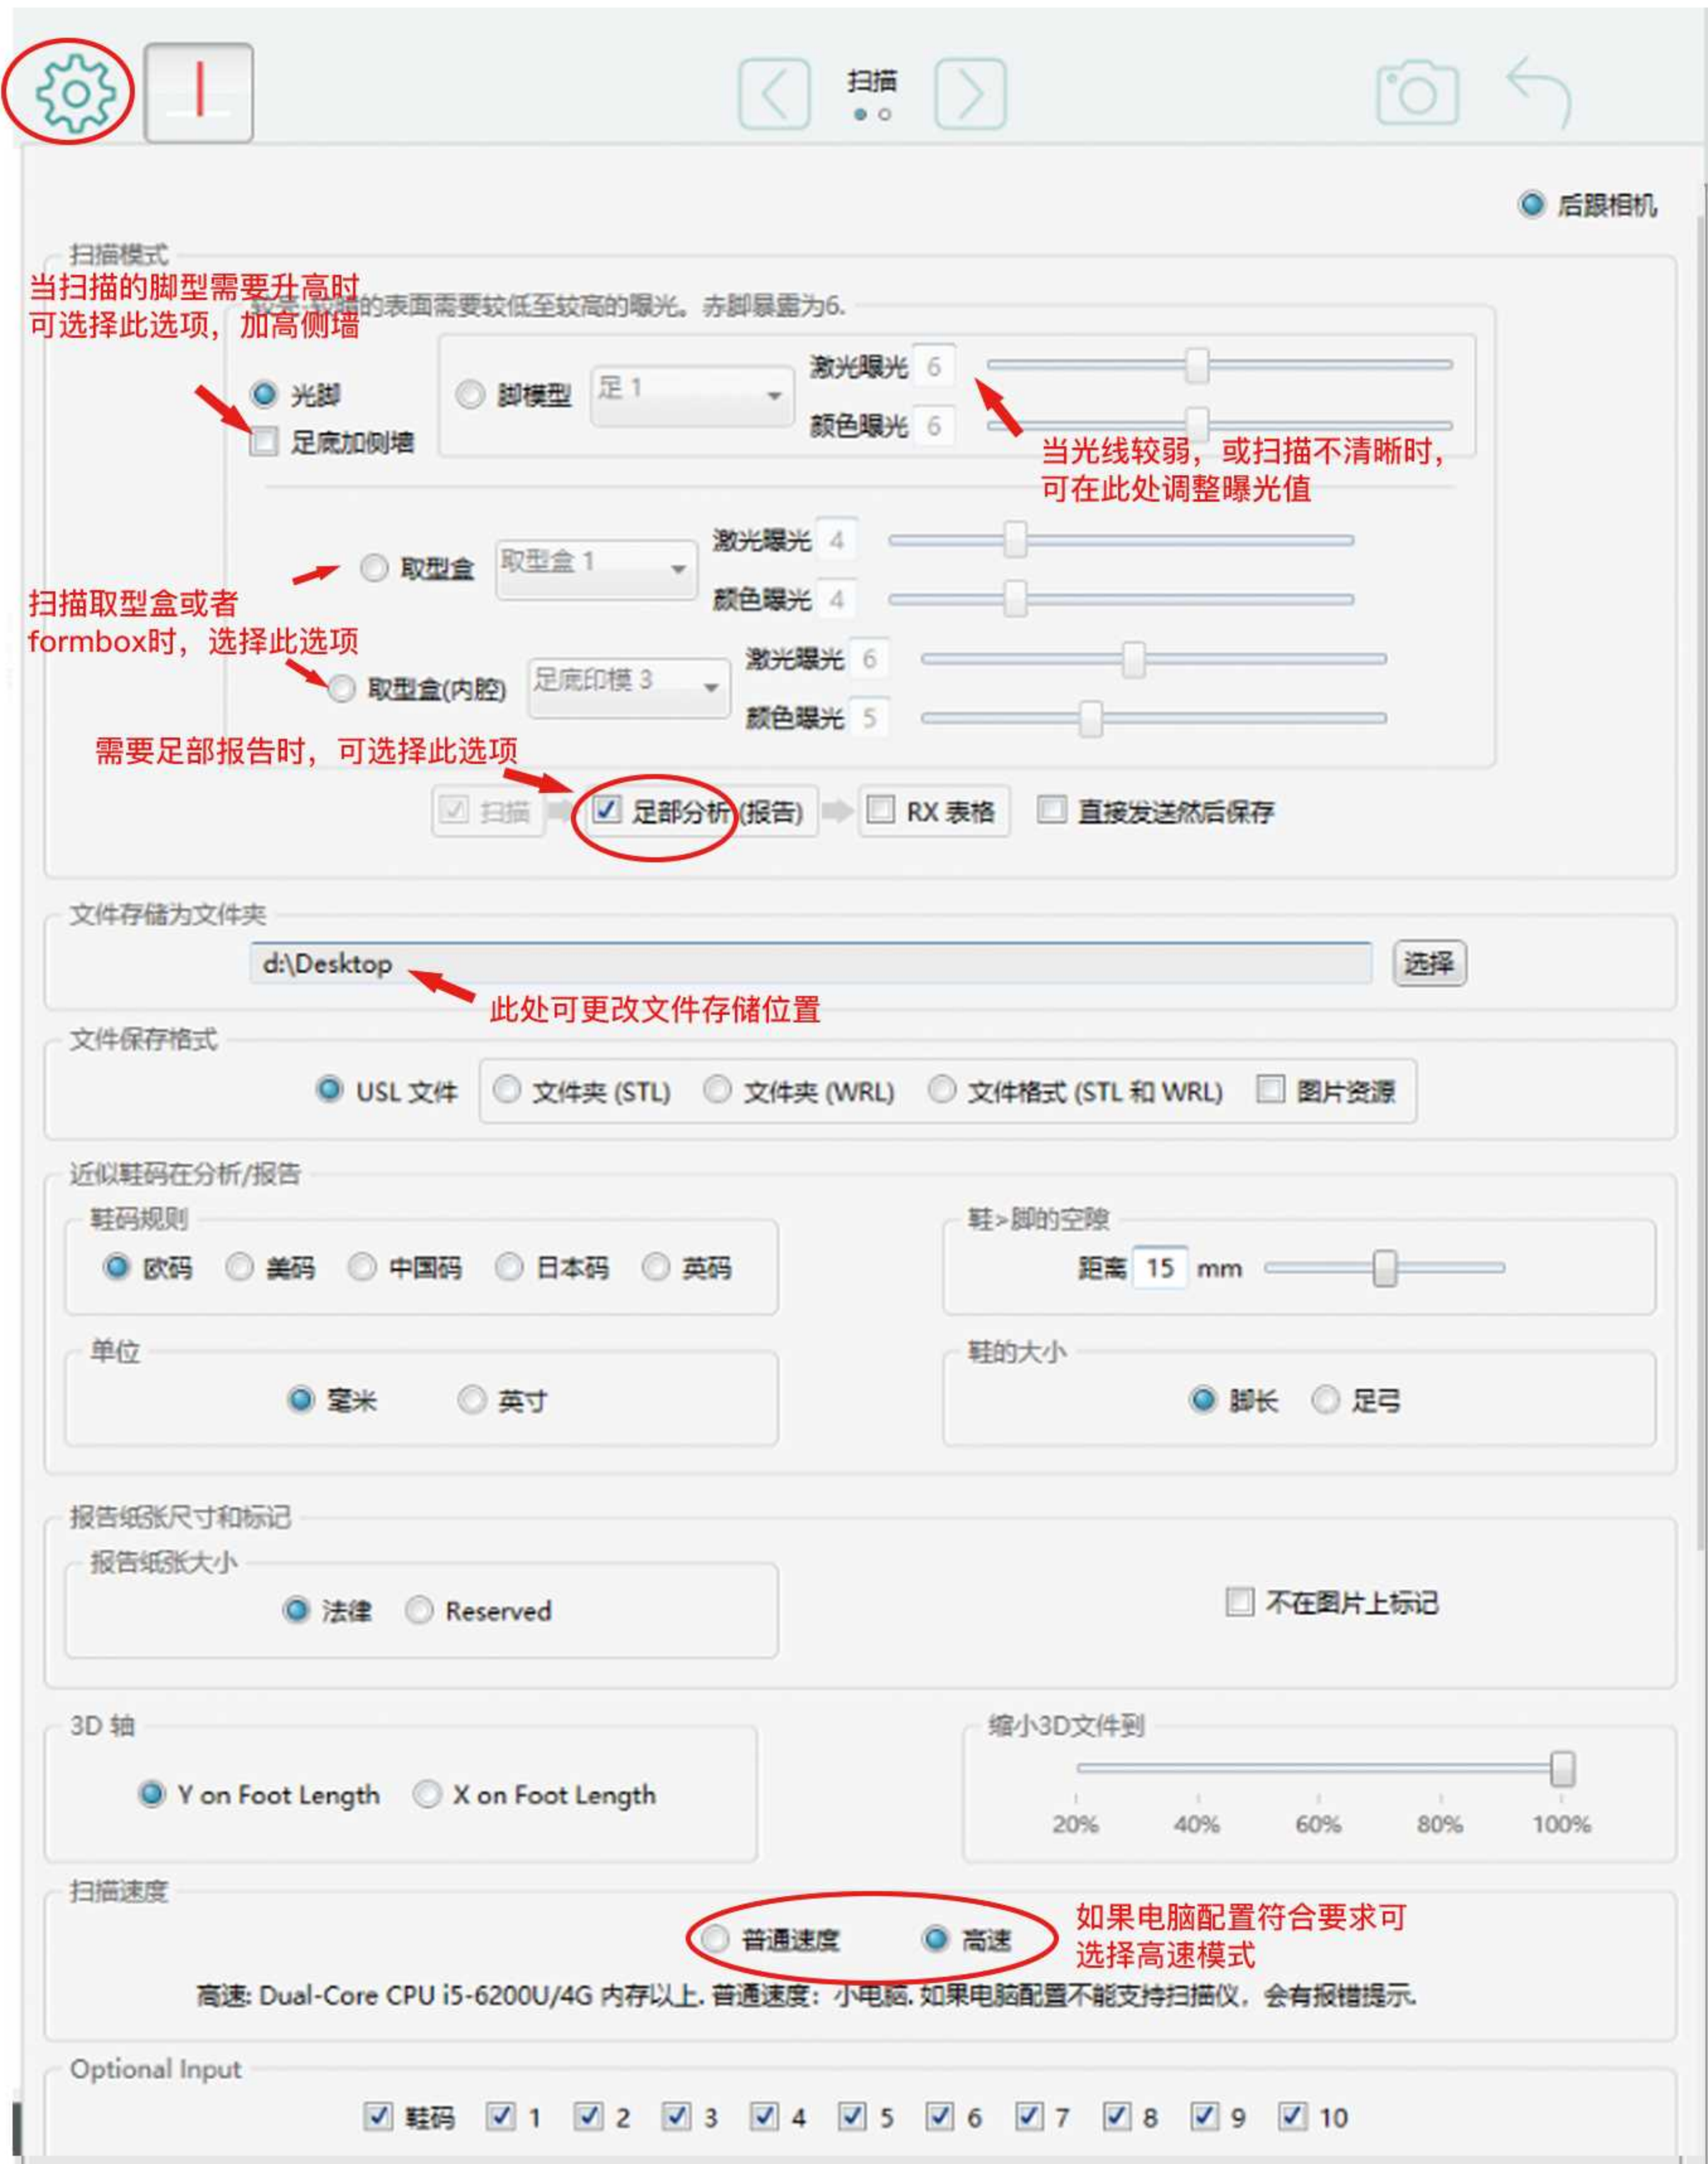 扫描
后跟相机
扫描模式
当扫描的脚型需要升高时
可选择此选项，加高侧墙
较亮-较暗的表面需要较低至较高的曝光。赤脚暴露为6.
光脚
足底加侧墙
脚模型
足 1
激光曝光 6
颜色曝光 6
当光线较弱，或扫描不清晰时，
可在此处调整曝光值
取型盒
取型盒 1
激光曝光 4
颜色曝光 4
扫描取型盒或者
formbox时，选择此选项
取型盒(内腔)
足底印模 3
激光曝光 6
颜色曝光 5
需要足部报告时，可选择此选项
扫描 足部分析 (报告) RX 表格 直接发送然后保存
文件存储为文件夹
d:\Desktop
选择
此处可更改文件存储位置
文件保存格式
USL 文件 文件夹 (STL) 文件夹 (WRL) 文件格式 (STL 和 WRL) 图片资源
近似鞋码在分析/报告
鞋码规则
欧码 美码 中国码 日本码 英码
鞋>脚的空隙
距离 15 mm
单位
毫米 英寸
鞋的大小
脚长 足弓
报告纸张尺寸和标记
报告纸张大小
法律 Reserved
不在图片上标记
3D 轴
Y on Foot Length X on Foot Length
缩小3D文件到
20% 40% 60% 80% 100%
扫描速度
普通速度 高速
如果电脑配置符合要求可
选择高速模式
高速: Dual-Core CPU i5-6200U/4G 内存以上. 普通速度：小电脑. 如果电脑配置不能支持扫描仪，会有报错提示.
Optional Input
鞋码 1 2 3 4 5 6 7 8 9 10